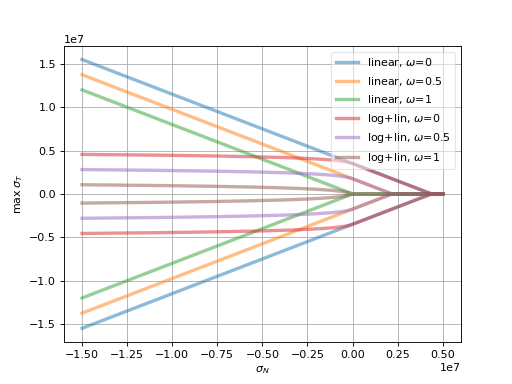 1e7
1.5
1.0
0.5
0.0
−0.5
−1.0
−1.5
max σT
−1.50 −1.25 −1.00 −0.75 −0.50 −0.25 0.00 0.25 0.50
σN
1e7
linear, ω=0
linear, ω=0.5
linear, ω=1
log+lin, ω=0
log+lin, ω=0.5
log+lin, ω=1